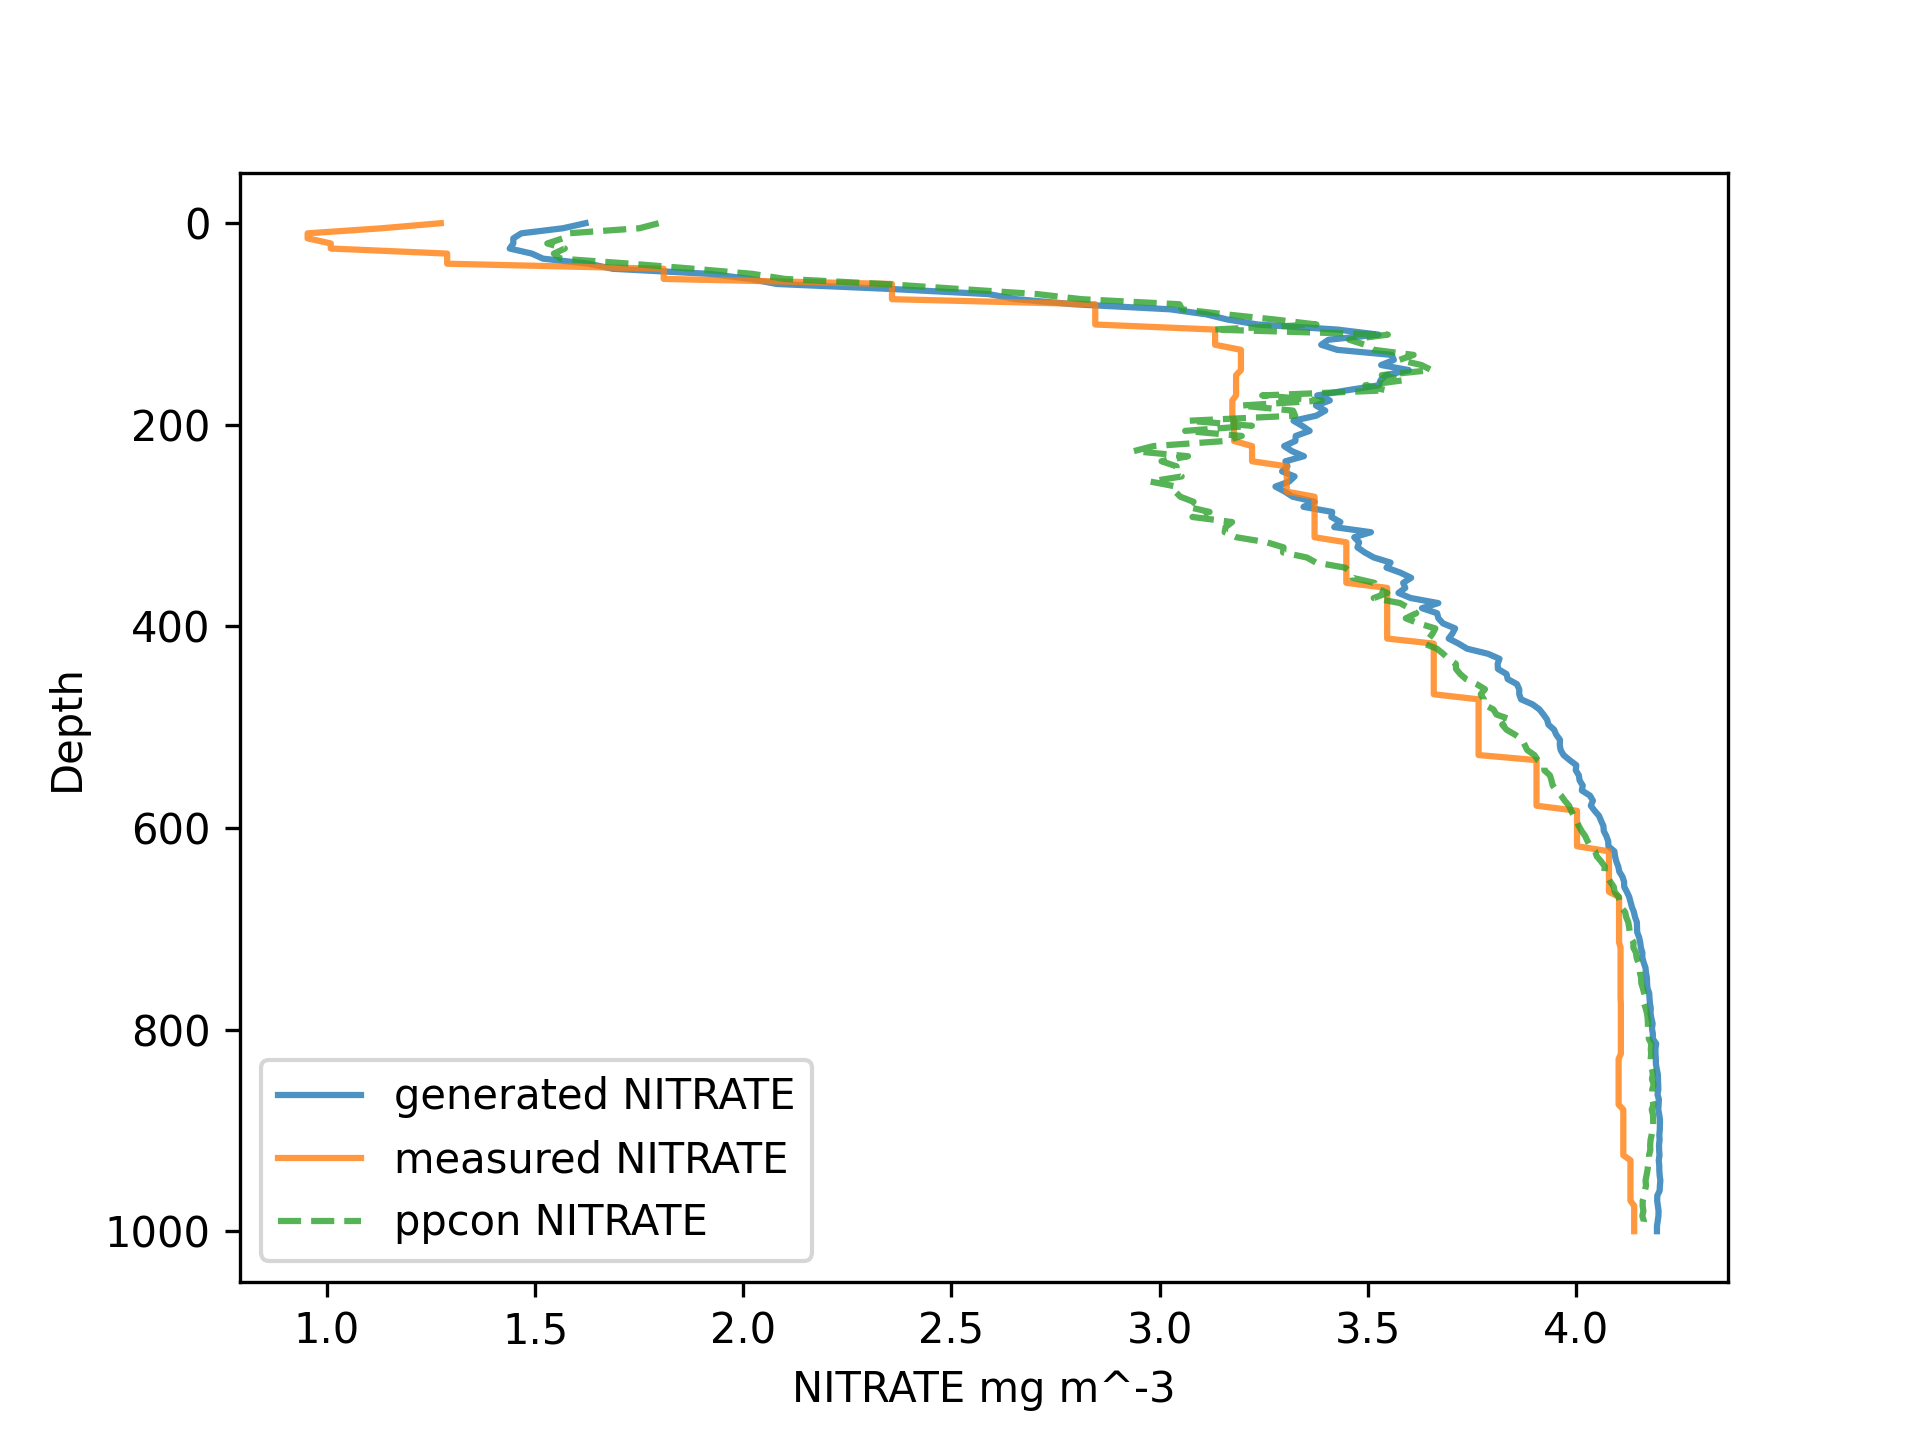 0
200
400
600
800
1000
Depth
generated NITRATE
measured NITRATE
ppcon NITRATE
1.0 1.5 2.0 2.5 3.0 3.5 4.0
NITRATE mg m^-3